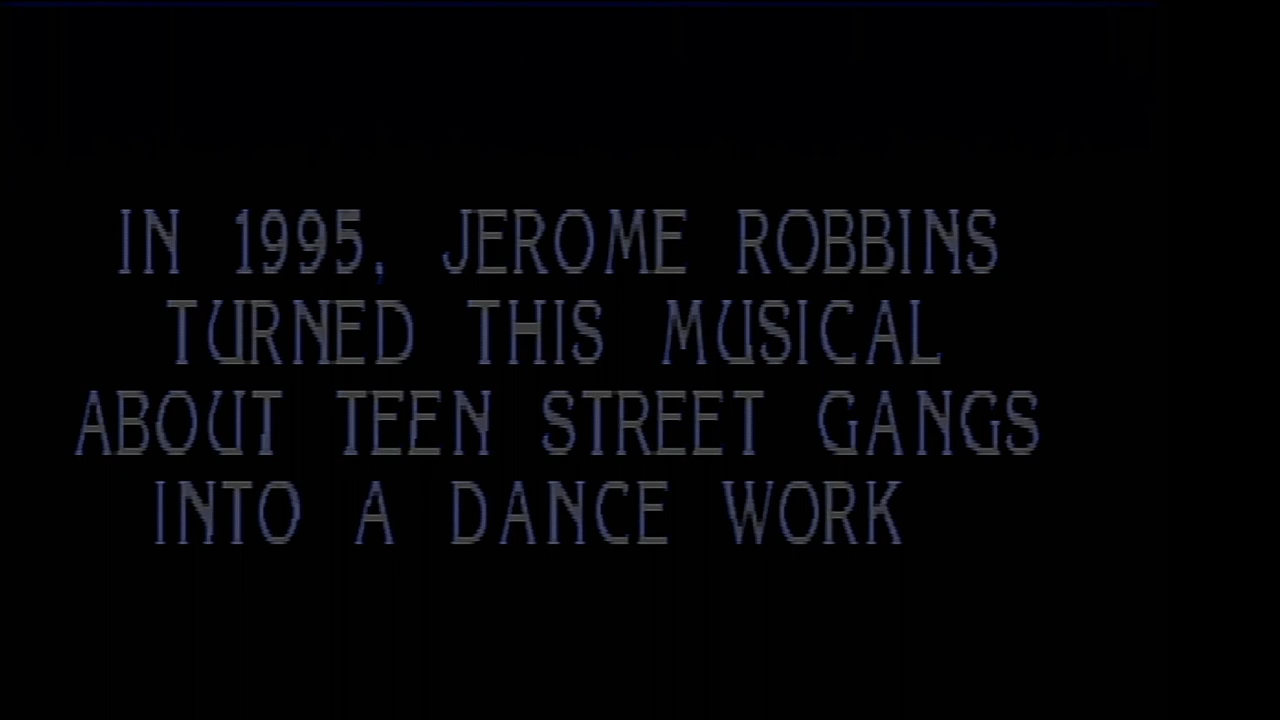 IN 1995, JEROME ROBBINS
TURNED THIS MUSICAL
ABOUT TEEN STREET GANGS
INTO A DANCE WORK